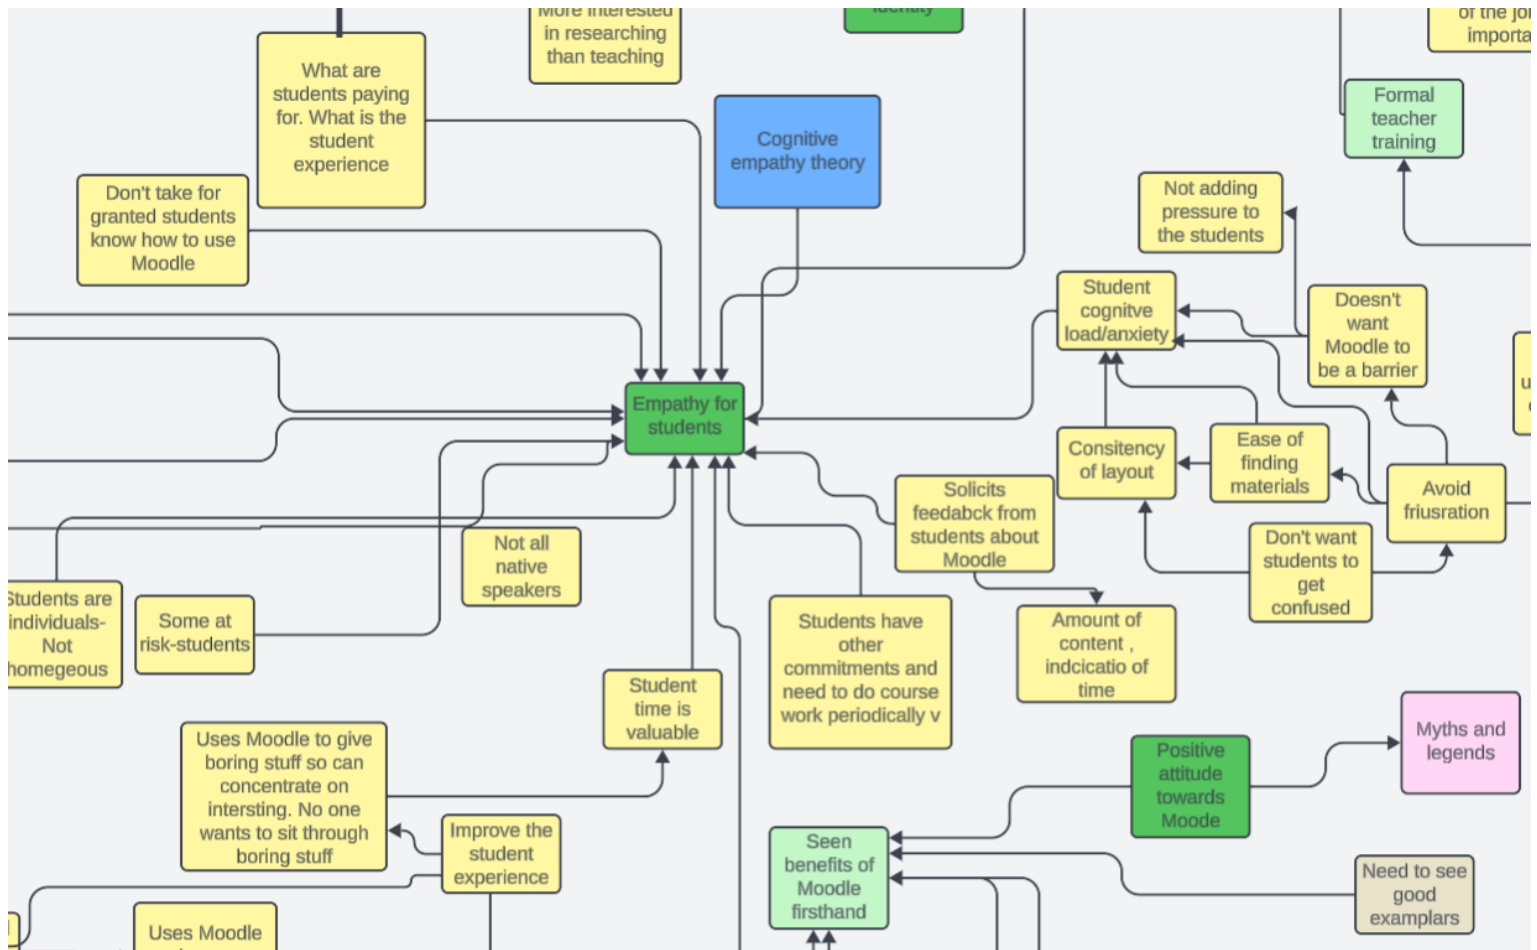 More interested
in researching
than teaching
identity
of the
importa
What are
students paying
for. What is the
student
experience
Formal
teacher
training
Cognitive
empathy theory
Don't take for
granted students
know how to use
Moodle
Not adding
pressure to
the students
Student
cognitve
load/anxiety
Doesn't
want
Moodle to
be a barrier
Empathy for
students
Consitency
of layout
Ease of
finding
materials
Avoid
friusration
Solicits
feedabck from
students about
Moodle
Don't want
students to
get
confused
Not all
native
speakers
Students are
individuals-
Not
homegeous
Some at
risk-students
Students have
other
commitments and
need to do course
work periodically v
Amount of
content ,
indcicatio of
time
Student
time is
valuable
Myths and
legends
Uses Moodle to give
boring stuff so can
concentrate on
intersting. No one
wants to sit through
boring stuff
Positive
attitude
towards
Moode
Improve the
student
experience
Seen
benefits of
Moodle
firsthand
Need to see
good
examplars
Uses Moodle